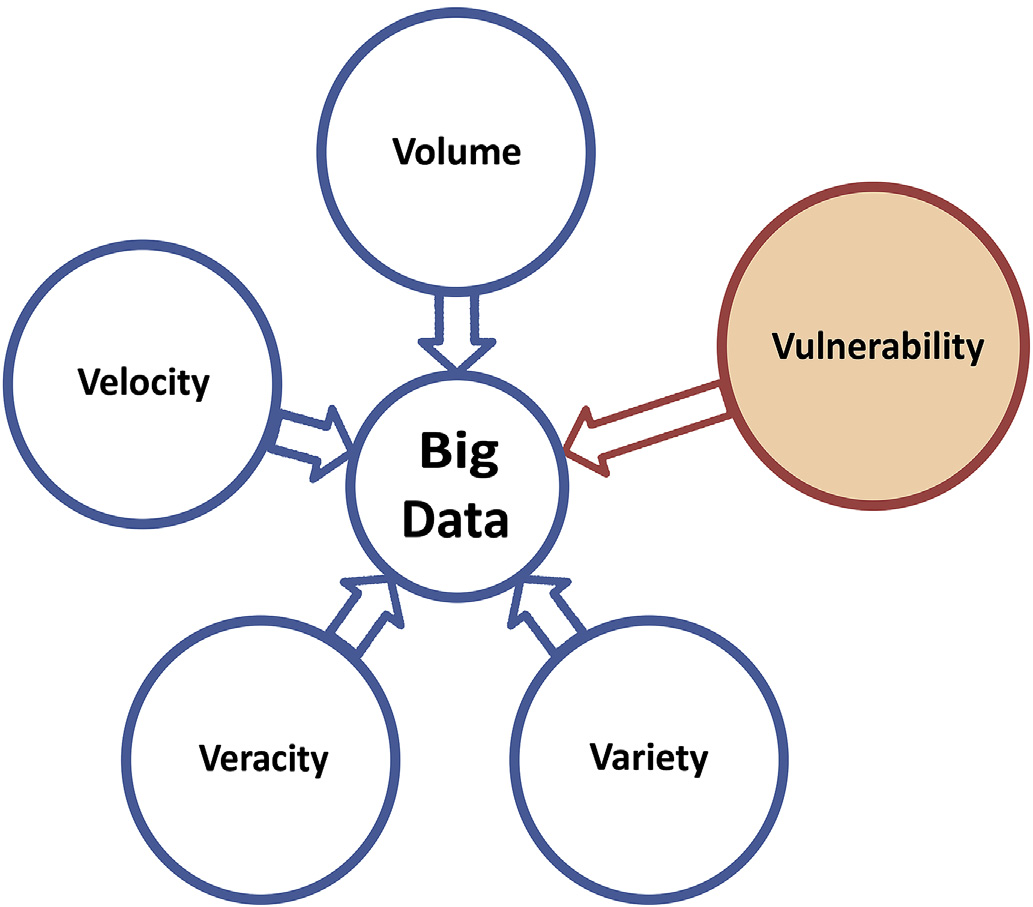 Volume
Vulnerability
Velocity
Big
Data
Veracity
Variety